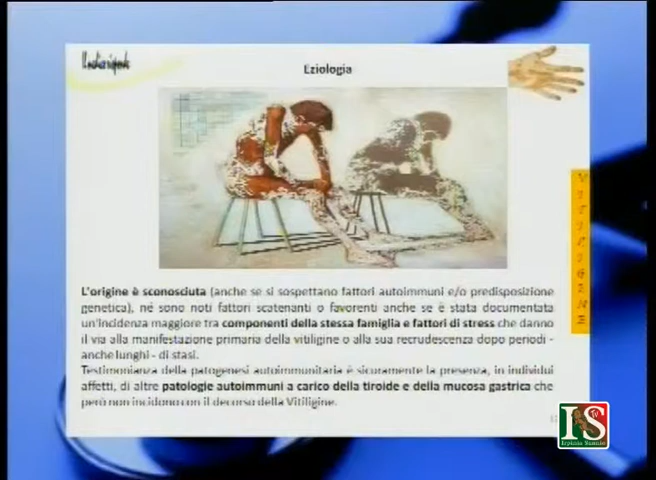 Eziologia
VITILIGINE
L'origine è sconosciuta (anche se si sospettano fattori autoimmuni e/o predisposizione
genetica), né sono noti fattori scatenanti o favorenti anche se è stata documentata
un'incidenza maggiore tra componenti della stessa famiglia e fattori di stress che danno
il via alla manifestazione primaria della vitiligine o alla sua recrudescenza dopo periodi -
anche lunghi - di stasi.
Testimonianza della patogenesi autoimmunitaria è sicuramente la presenza, in individui
affetti, di altre patologie autoimmuni a carico della tiroide e della mucosa gastrica che
però non incidono con il decorso della Vitiligine.
IS TV
Irpinia Sannio